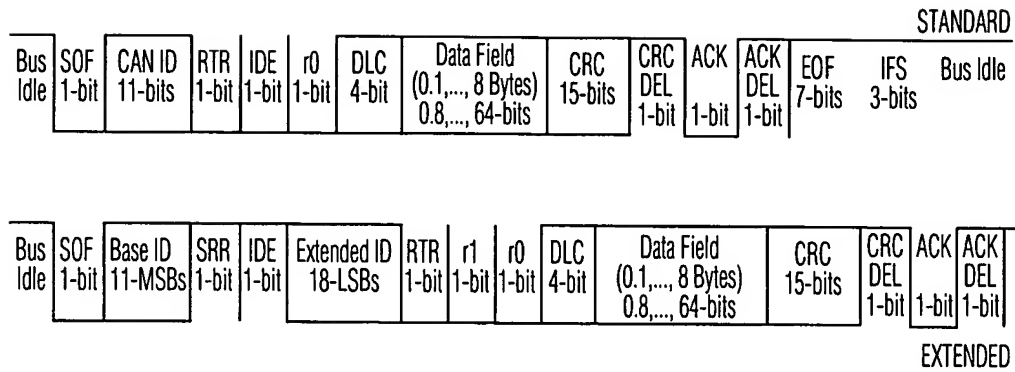 STANDARD
Bus Idle
SOF 1-bit
CAN ID 11-bits
RTR 1-bit
IDE 1-bit
r0 1-bit
DLC 4-bit
Data Field (0.1,..., 8 Bytes) 0.8,..., 64-bits
CRC 15-bits
CRC DEL 1-bit
ACK 1-bit
ACK DEL 1-bit
EOF 7-bits
IFS 3-bits
Bus Idle
Bus Idle
SOF 1-bit
Base ID 11-MSBs
SRR 1-bit
IDE 1-bit
Extended ID 18-LSBs
RTR 1-bit
r1 1-bit
r0 1-bit
DLC 4-bit
Data Field (0.1,..., 8 Bytes) 0.8,..., 64-bits
CRC 15-bits
CRC DEL 1-bit
ACK 1-bit
ACK DEL 1-bit
EXTENDED